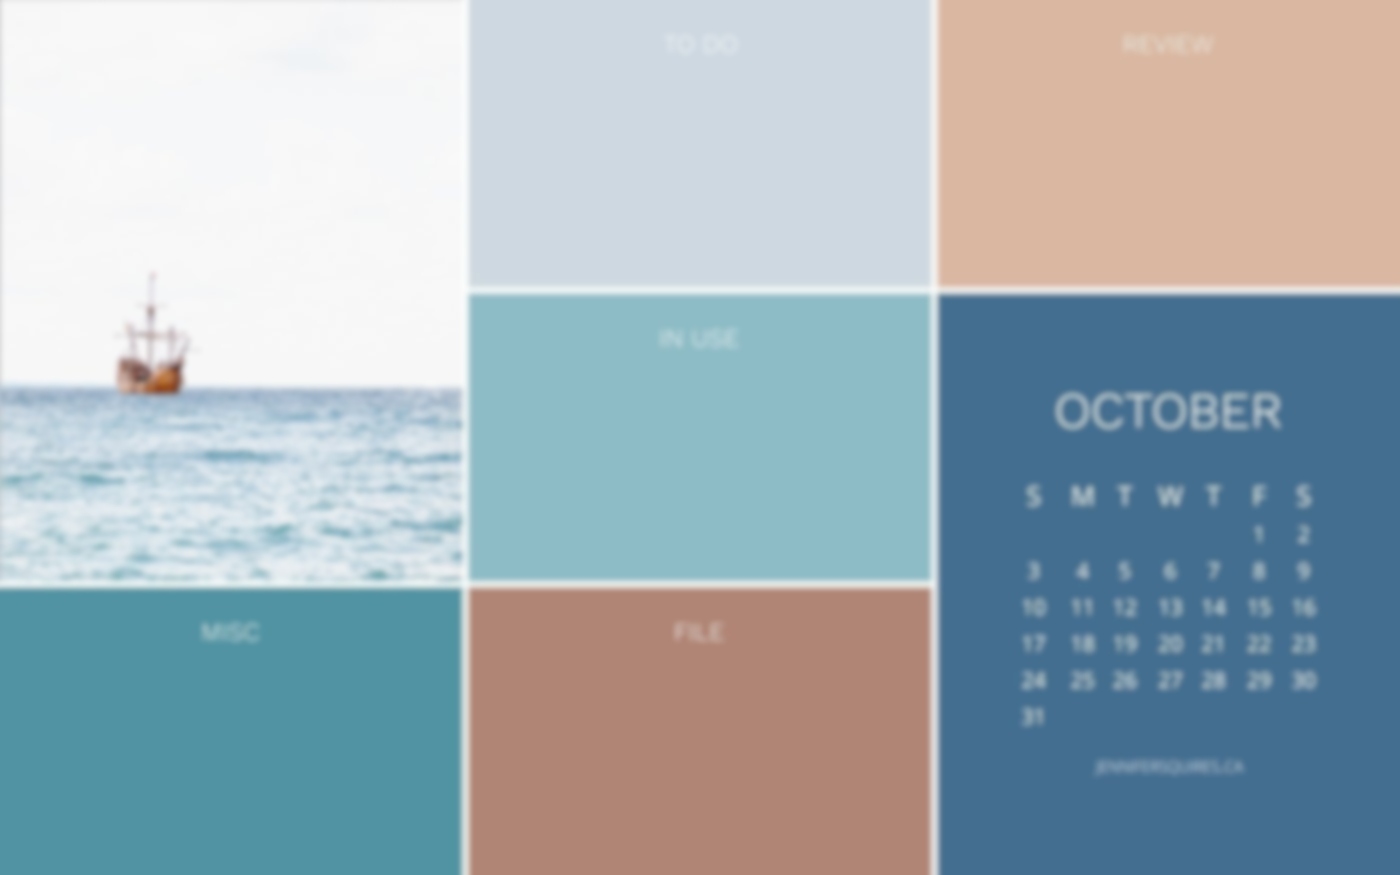 TO DO
REVIEW
IN USE
MISC
FILE
OCTOBER
S M T W T F S
1 2
3 4 5 6 7 8 9
10 11 12 13 14 15 16
17 18 19 20 21 22 23
24 25 26 27 28 29 30
31
JENNIFERSQUIRES.CA